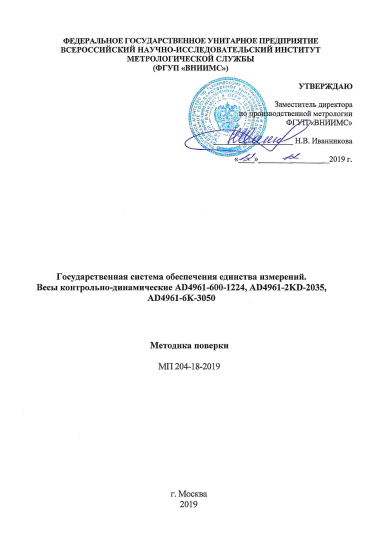 ФЕДЕРАЛЬНОЕ ГОСУДАРСТВЕННОЕ УНИТАРНОЕ ПРЕДПРИЯТИЕ
ВСЕРОССИЙСКИЙ НАУЧНО-ИССЛЕДОВАТЕЛЬСКИЙ ИНСТИТУТ
МЕТРОЛОГИЧЕСКОЙ СЛУЖБЫ
(ФГУП «ВНИИМС»)
УТВЕРЖДАЮ
Заместитель директора
по производственной метрологии
ФГУП «ВНИИМС»
Н.В. Иванникова
2019 г.
Государственная система обеспечения единства измерений.
Весы контрольно-динамические AD4961-600-1224, AD4961-2KD-2035,
AD4961-6K-3050
Методика поверки
МП 204-18-2019
г. Москва
2019